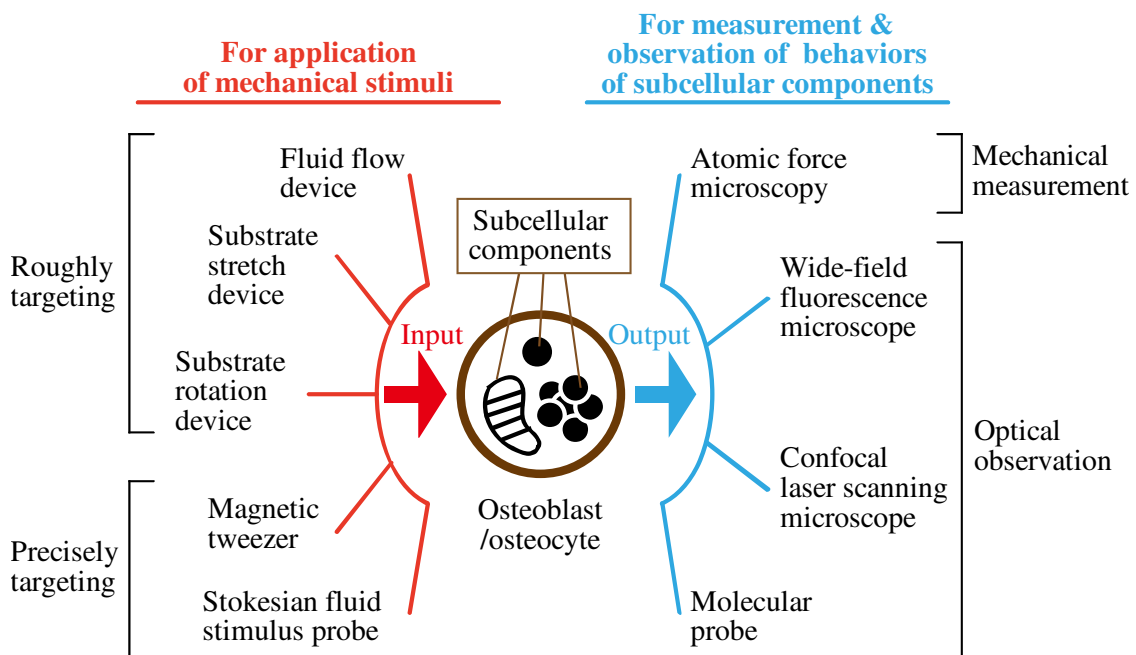 For application
of mechanical stimuli
For measurement &
observation of behaviors
of subcellular components
Roughly
targeting
Precisely
targeting
Fluid flow
device
Substrate
stretch
device
Substrate
rotation
device
Magnetic
tweezer
Stokesian fluid
stimulus probe
Input
Subcellular
components
Osteoblast
/osteocyte
Output
Atomic force
microscopy
Wide-field
fluorescence
microscope
Confocal
laser scanning
microscope
Molecular
probe
Mechanical
measurement
Optical
observation